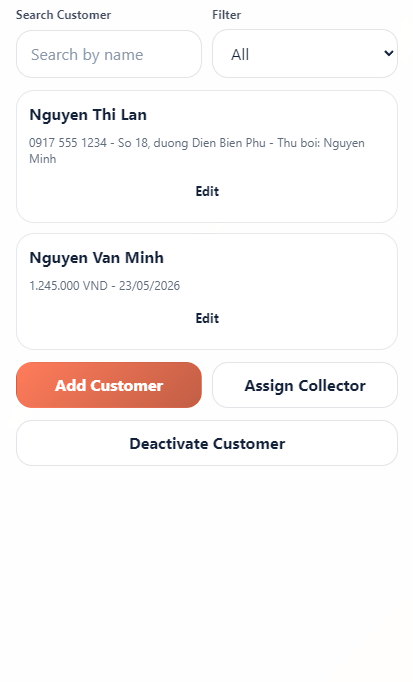 Search Customer
Filter
Search by name
All
Nguyen Thi Lan
0917 555 1234 - So 18, duong Dien Bien Phu - Thu boi: Nguyen
Minh
Edit
Nguyen Van Minh
1.245.000 VND - 23/05/2026
Edit
Add Customer
Assign Collector
Deactivate Customer